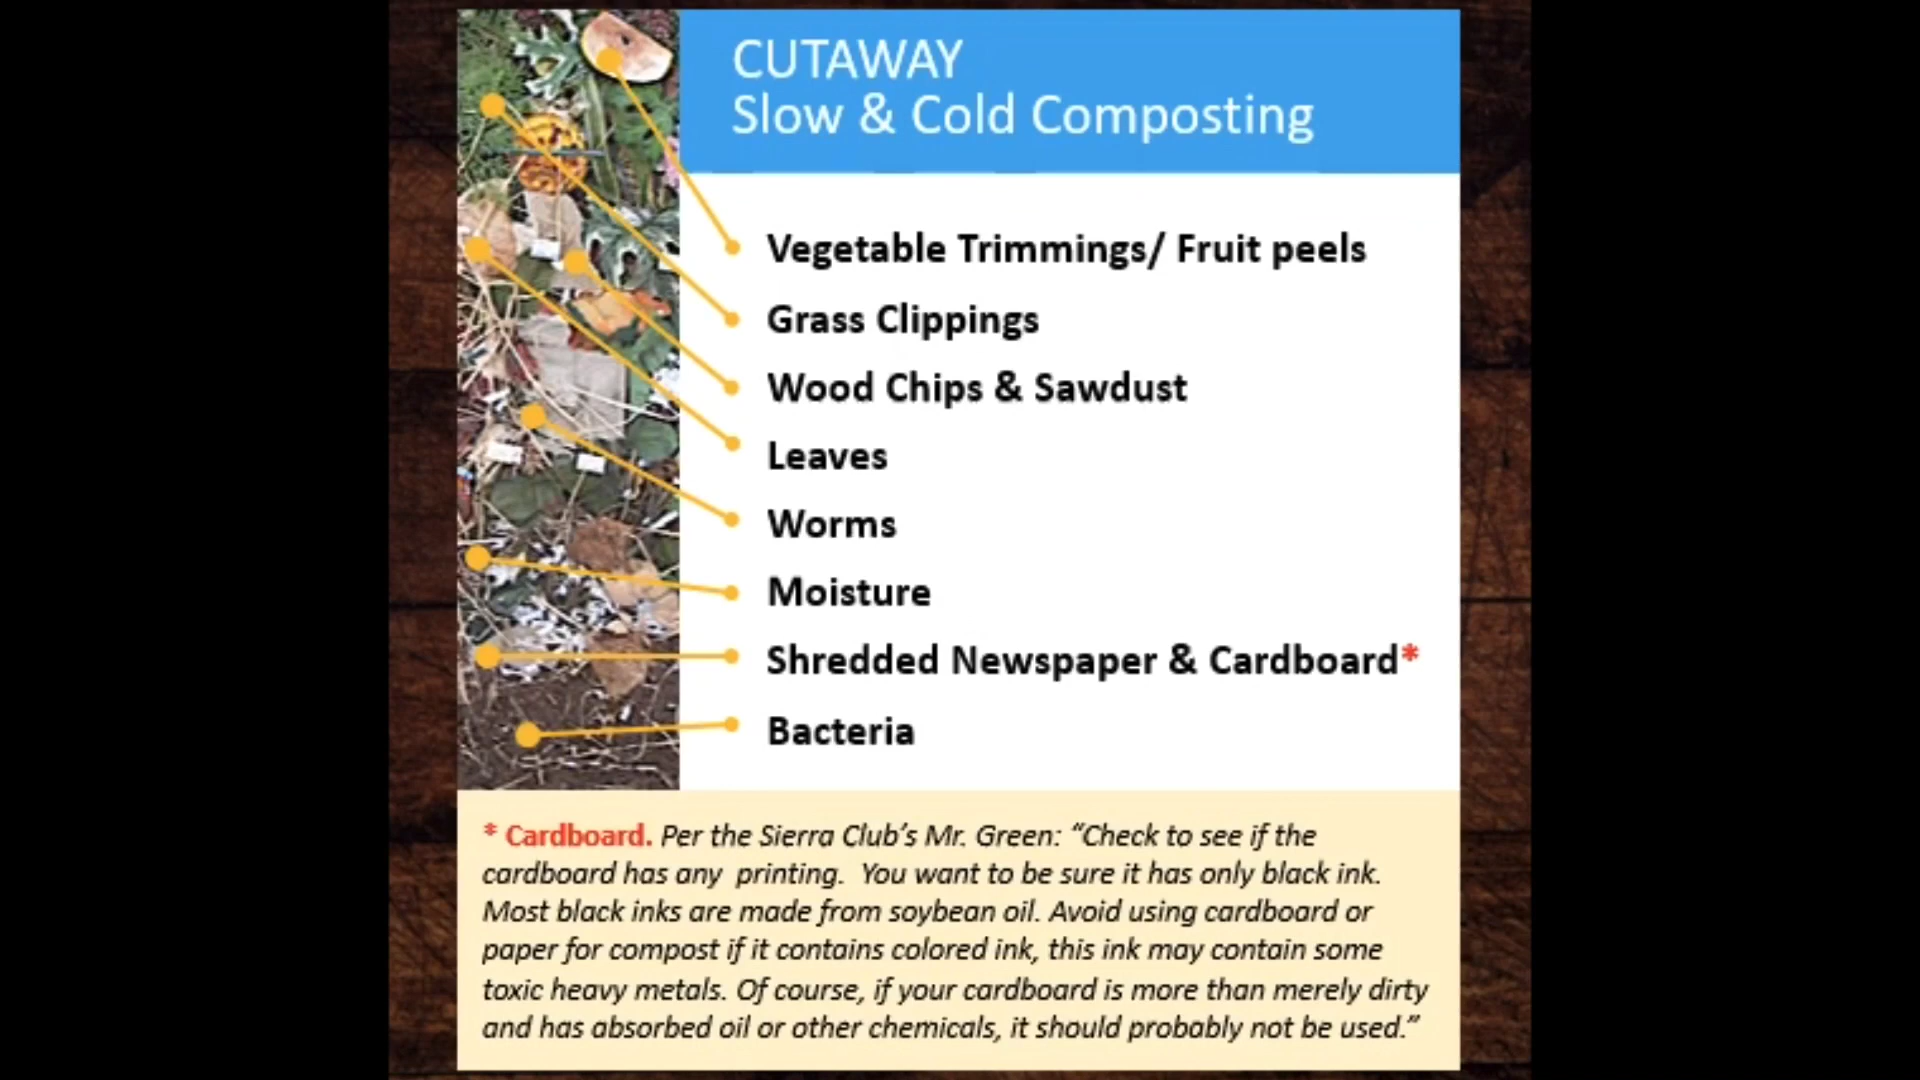 CUTAWAY
Slow & Cold Composting
Vegetable Trimmings/ Fruit peels
Grass Clippings
Wood Chips & Sawdust
Leaves
Worms
Moisture
Shredded Newspaper & Cardboard*
Bacteria
* Cardboard. Per the Sierra Club’s Mr. Green: “Check to see if the
cardboard has any printing. You want to be sure it has only black ink.
Most black inks are made from soybean oil. Avoid using cardboard or
paper for compost if it contains colored ink, this ink may contain some
toxic heavy metals. Of course, if your cardboard is more than merely dirty
and has absorbed oil or other chemicals, it should probably not be used.”